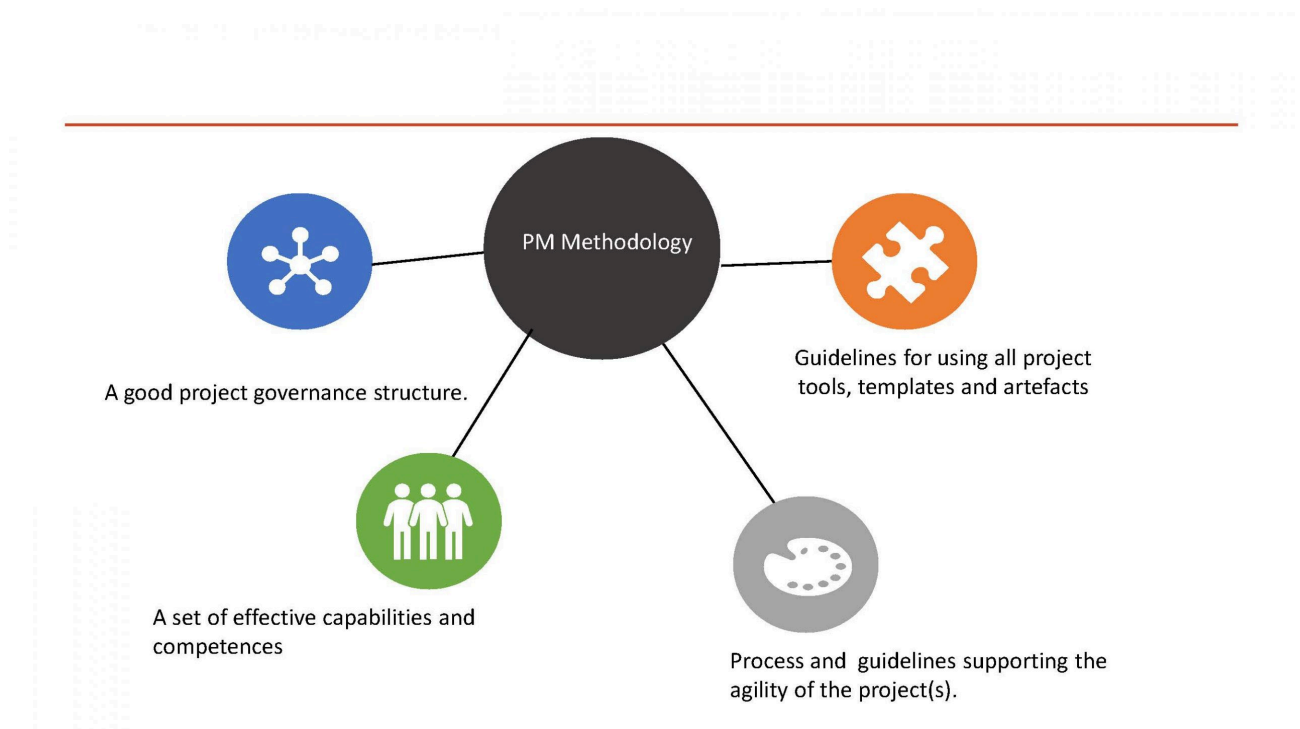 PM Methodology
A good project governance structure.
Guidelines for using all project
tools, templates and artefacts
A set of effective capabilities and
competences
Process and  guidelines supporting the
agility of the project(s).